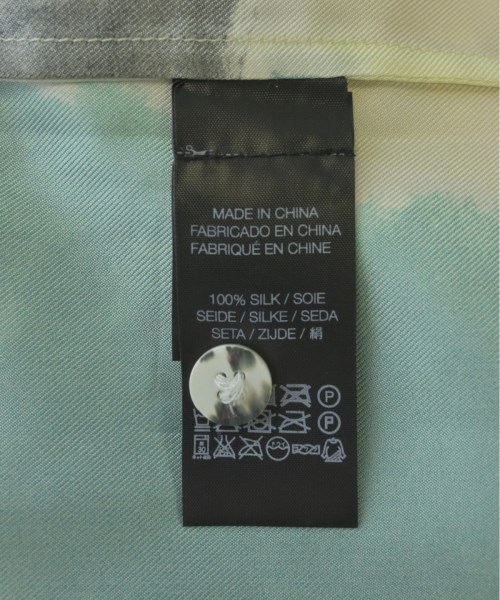 MADE IN CHINA
FABRICADO EN CHINA
FABRIQUÉ EN CHINE
100% SILK / SOIE
SEIDE / SILKE / SEDA
SETA / ZIJDE / 絹
P
P